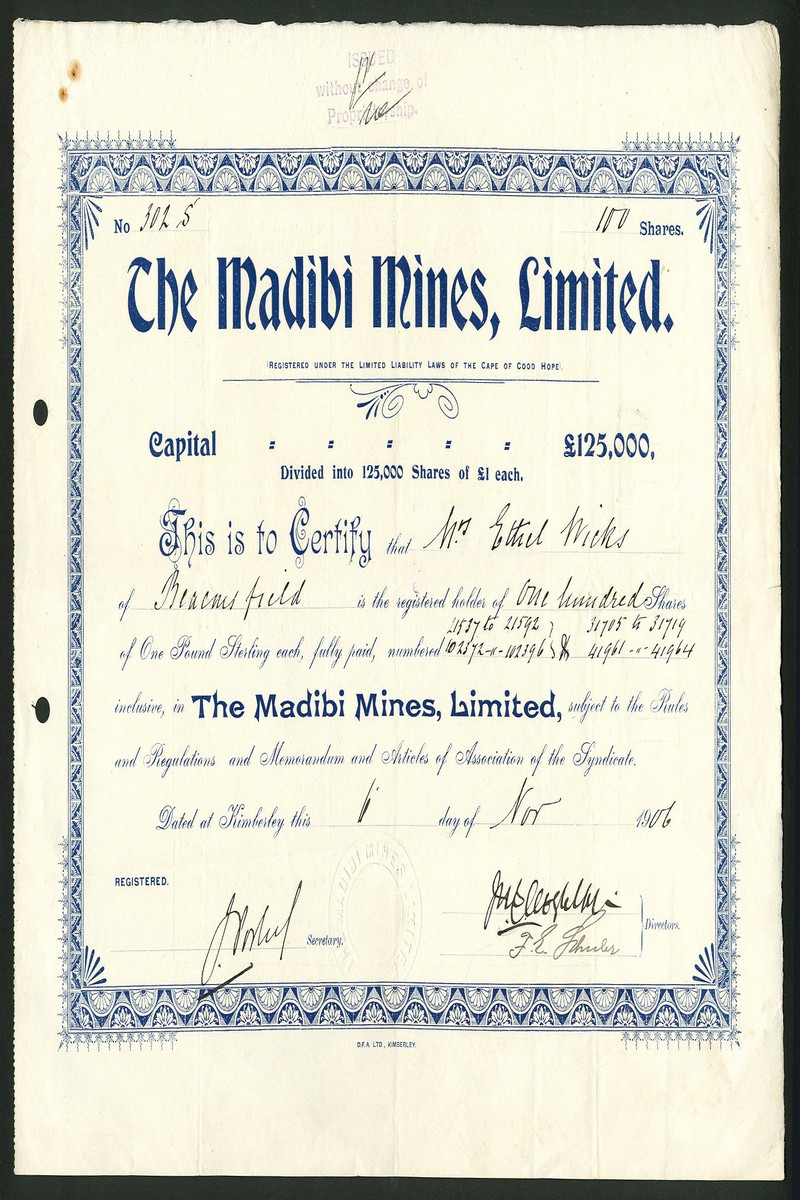 ISSUED
without change of
Proprietorship.
No 3025
100 Shares.
The Madibi Mines, Limited.
(Registered under the Limited Liability Laws of the Cape of Good Hope).
Capital - - - - - £125,000,
Divided into 125,000 Shares of £1 each.
This is to Certify that Mrs Ethel Wicks
of Beaconsfield is the registered holder of One hundred Shares
21537 to 21592 } 31705 to 31719
of One Pound Sterling each, fully paid, numbered 102372 -"- 102396 } & 41961 -"- 41964
inclusive, in The Madibi Mines, Limited, subject to the Rules
and Regulations and Memorandum and Articles of Association of the Syndicate.
Dated at Kimberley this 6 day of Nov 1906
REGISTERED.
Secretary.
F. E.
Directors.
D.F.A. LTD., KIMBERLEY.